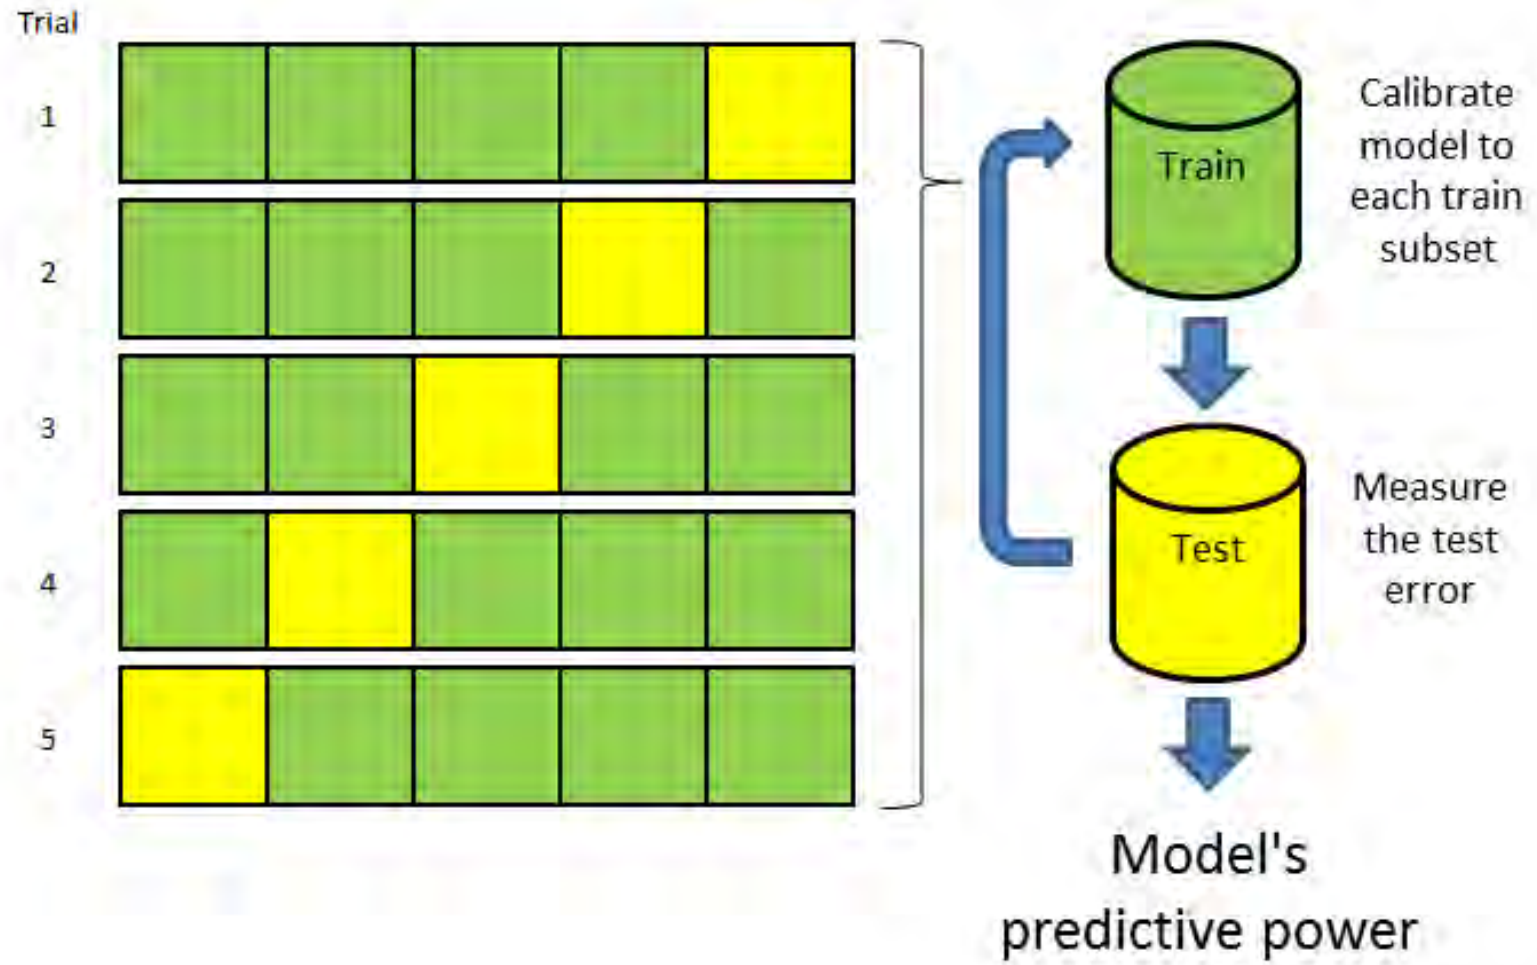 Trial
1
2
3
4
5
Train
Calibrate
model to
each train
subset
Test
Measure
the test
error
Model's
predictive power